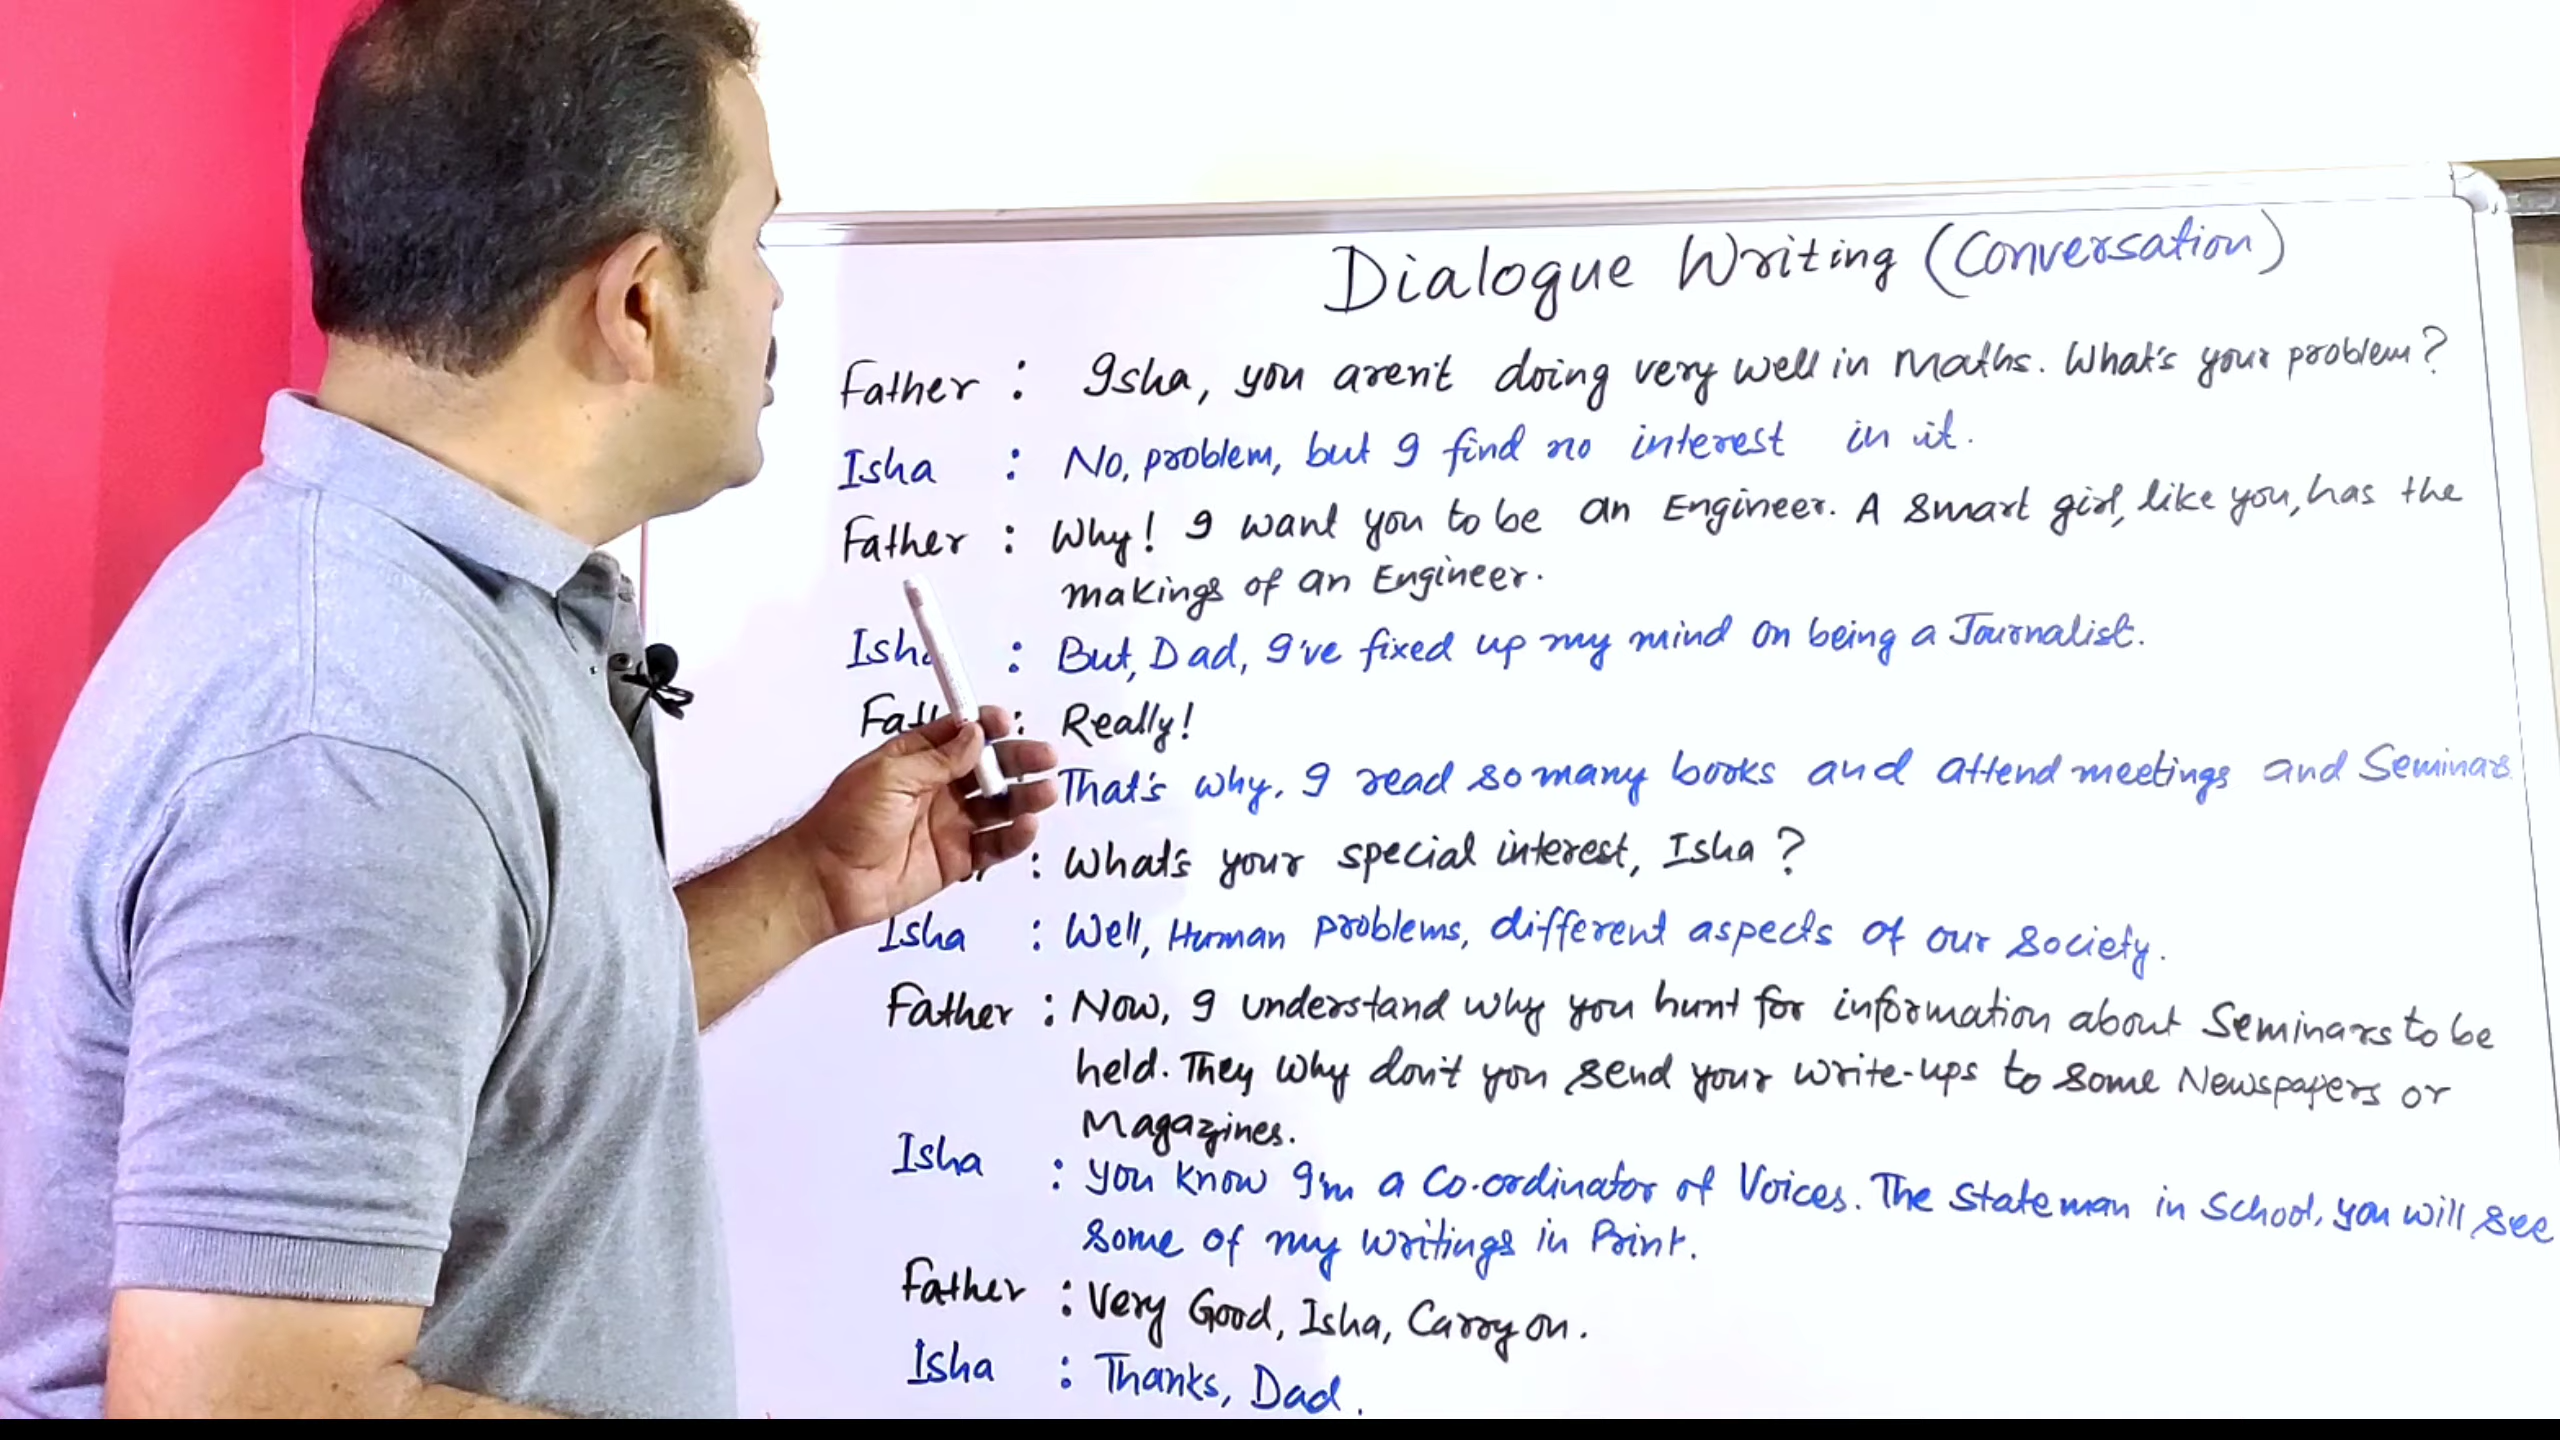 Dialogue Writing (Conversation)
Father : Isha, you aren't doing very well in Maths. What's your problem?
Isha : No, problem, but I find no interest in it.
Father : Why! I want you to be an Engineer. A smart girl, like you, has the
makings of an Engineer.
Isha : But, Dad, I've fixed up my mind on being a Journalist.
Fath : Really!
That's why, I read so many books and attend meetings and Seminars
: What's your special interest, Isha?
Isha : Well, Human problems, different aspects of our society.
Father : Now, I understand why you hunt for information about Seminars to be
held. They why don't you send your write-ups to some Newspapers or
Magazines.
Isha : you know I'm a Co-ordinator of Voices. The Stateman in School, you will see
some of my writings in Print.
Father : Very Good, Isha, Carry on.
Isha : Thanks, Dad.